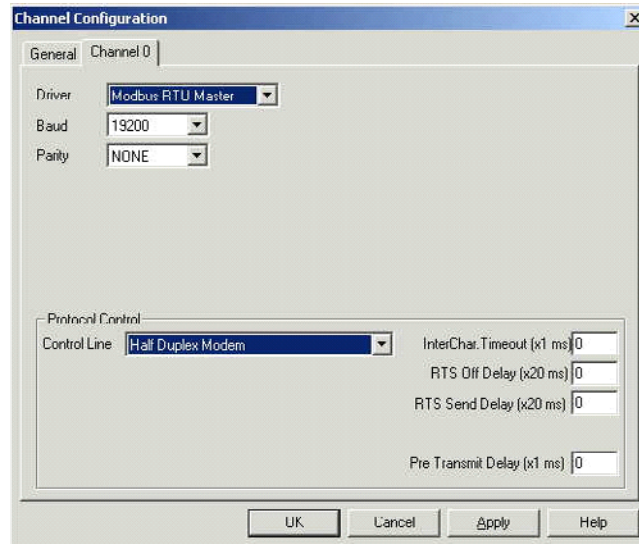 Channel Configuration
General Channel 0
Driver Modbus RTU Master
Baud 19200
Parity NONE
Protocol Control
Control Line Half Duplex Modem
InterChar.Timeout (x1 ms) 0
RTS Off Delay (x20 ms) 0
RTS Send Delay (x20 ms) 0
Pre Transmit Delay (x1 ms) 0
OK Cancel Apply Help